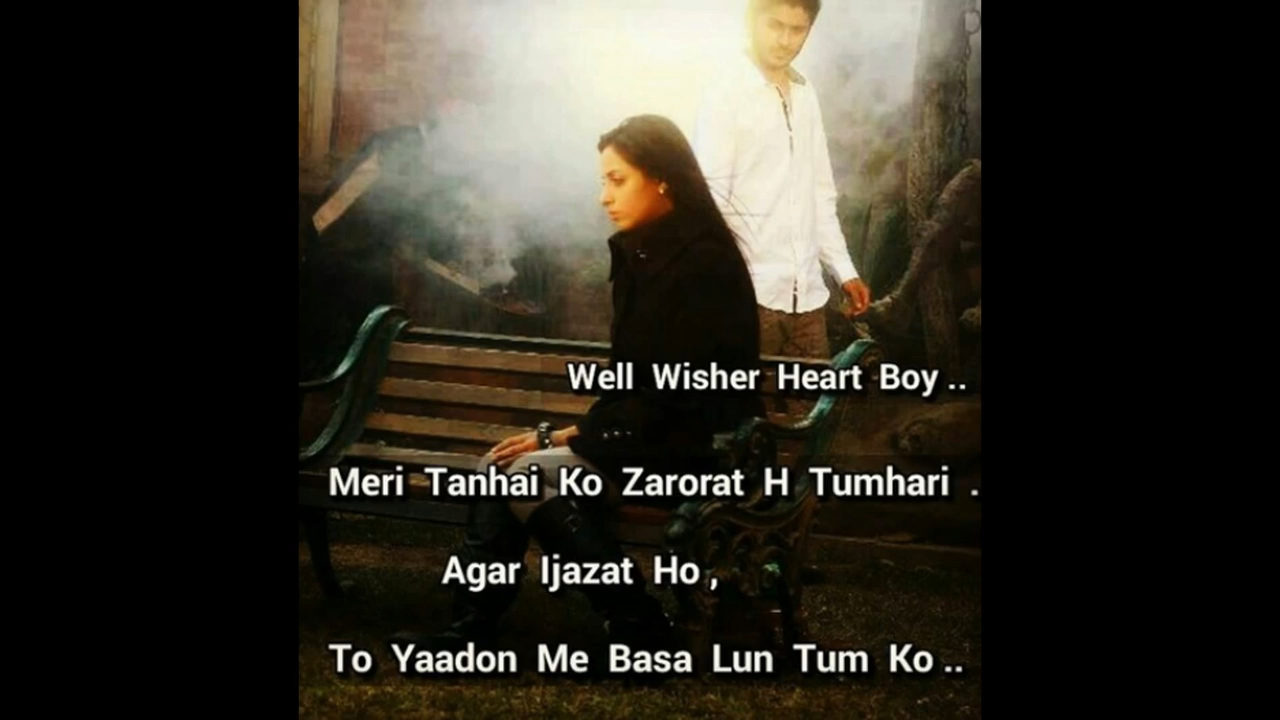 Well Wisher Heart Boy ..
Meri Tanhai Ko Zarorat H Tumhari .
Agar Ijazat Ho ,
To Yaadon Me Basa Lun Tum Ko ..